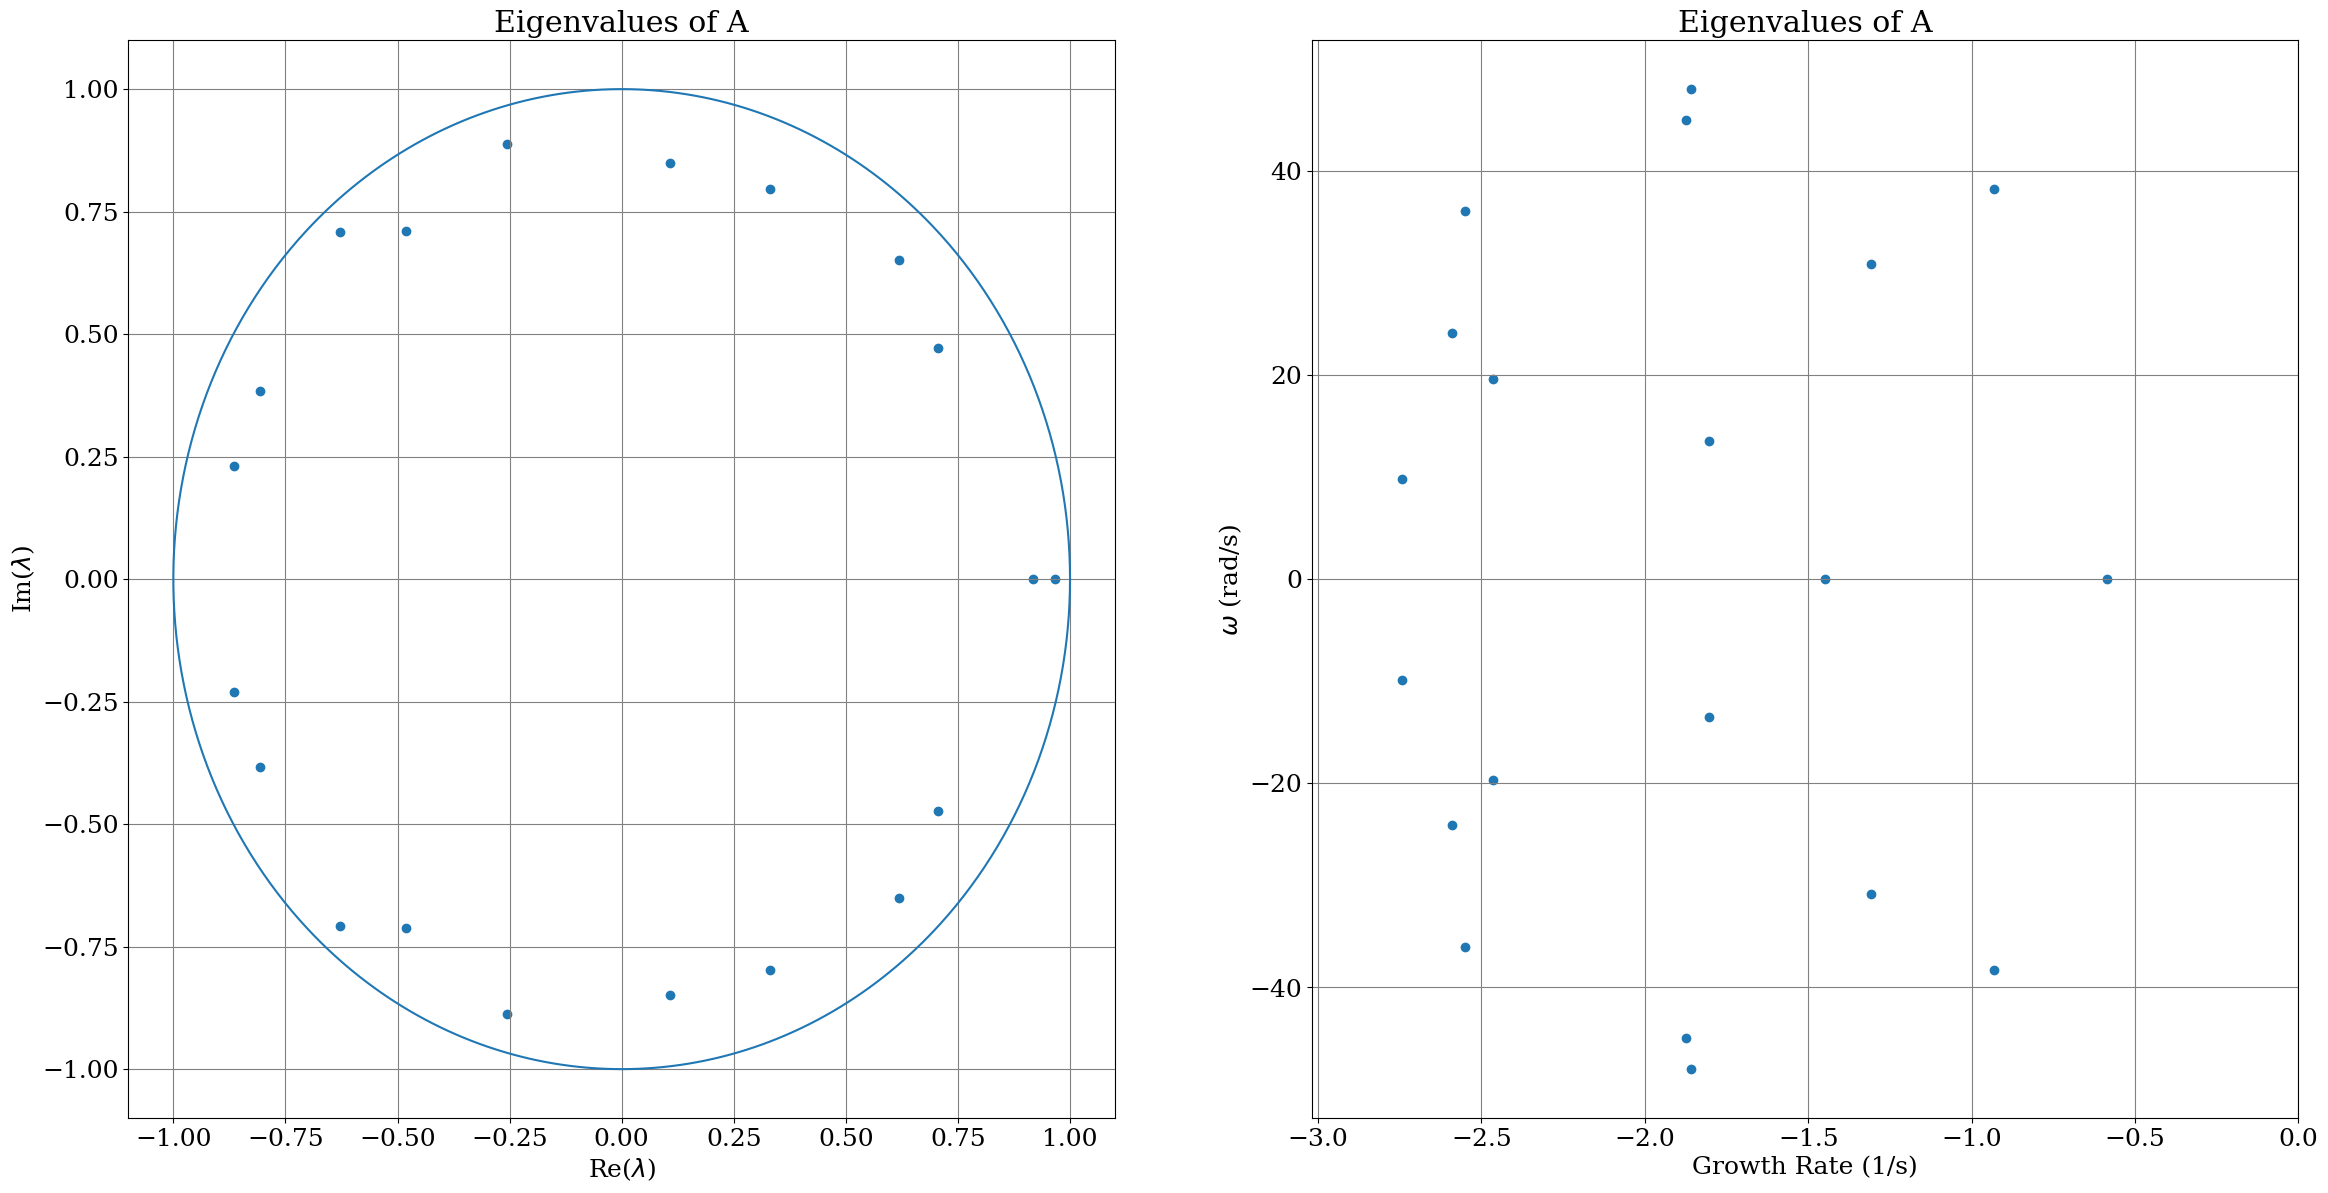 Eigenvalues of A
1.00
0.75
0.50
0.25
0.00
−0.25
−0.50
−0.75
−1.00
Im(λ)
−1.00 −0.75 −0.50 −0.25 0.00 0.25 0.50 0.75 1.00
Re(λ)
Eigenvalues of A
40
20
0
−20
−40
ω (rad/s)
−3.0 −2.5 −2.0 −1.5 −1.0 −0.5 0.0
Growth Rate (1/s)